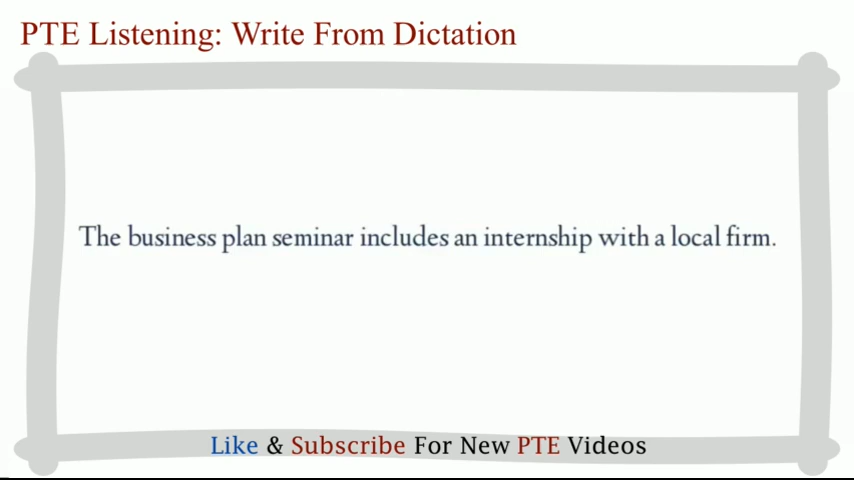 PTE Listening: Write From Dictation
The business plan seminar includes an internship with a local firm.
Like & Subscribe For New PTE Videos